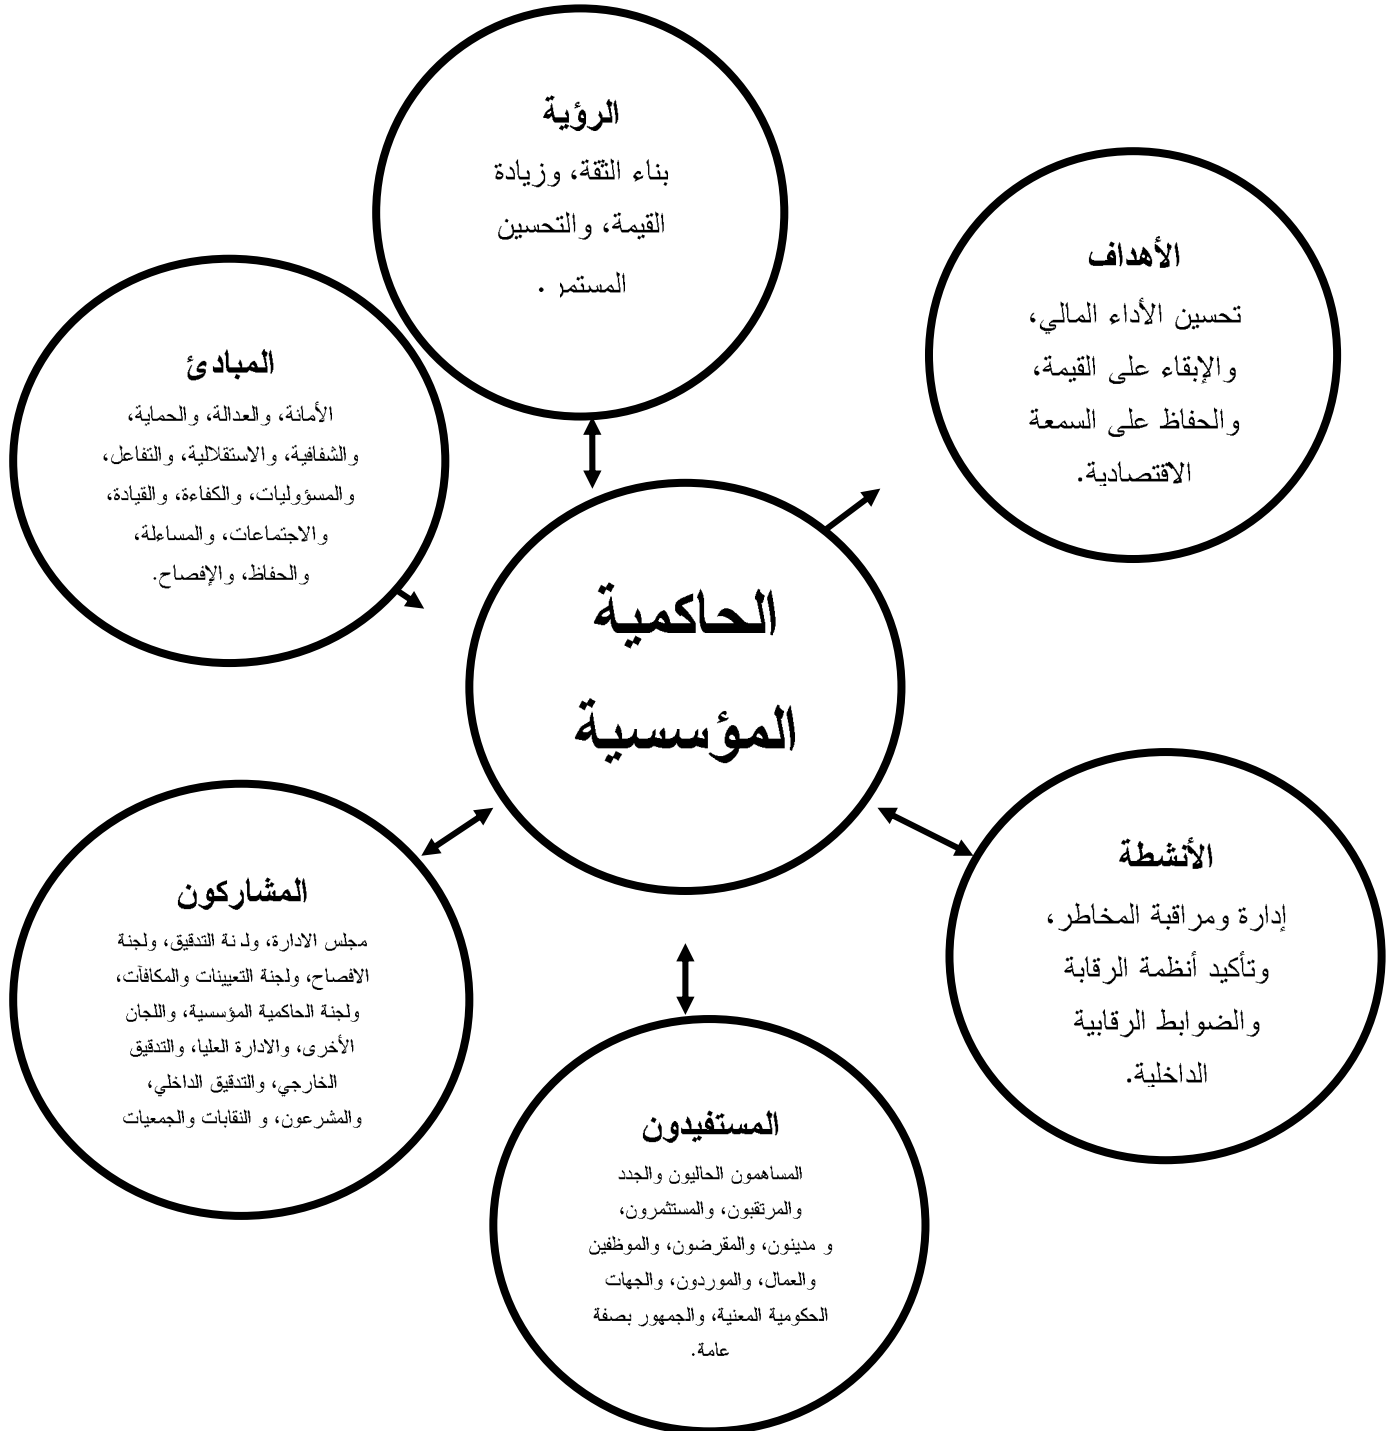 الرؤية
بناء الثقة، وزيادة
القيمة، والتحسين
المستمر .
الأهداف
تحسين الأداء المالي،
والإبقاء على القيمة،
والحفاظ على السمعة
الاقتصادية.
المبادئ
الأمانة، والعدالة، والحماية،
والشفافية، والاستقلالية، والتفاعل،
والمسؤوليات، والكفاءة، والقيادة،
والاجتماعات، والمساءلة،
والحفاظ، والإفصاح.
الحاكمية
المؤسسية
الأنشطة
إدارة ومراقبة المخاطر،
وتأكيد أنظمة الرقابة
والضوابط الرقابية
الداخلية.
المشاركون
مجلس الادارة، ولـ نة التدقيق، ولجنة
الافصاح، ولجنة التعيينات والمكافآت،
ولجنة الحاكمية المؤسسية، واللجان
الأخرى، والادارة العليا، والتدقيق
الخارجي، والتدقيق الداخلي،
والمشرعون، و النقابات والجمعيات
المستفيدون
المساهمون الحاليون والجدد
والمرتقبون، والمستثمرون،
و مدينون، والمقرضون، والموظفين
والعمال، والموردون، والجهات
الحكومية المعنية، والجمهور بصفة
عامة.